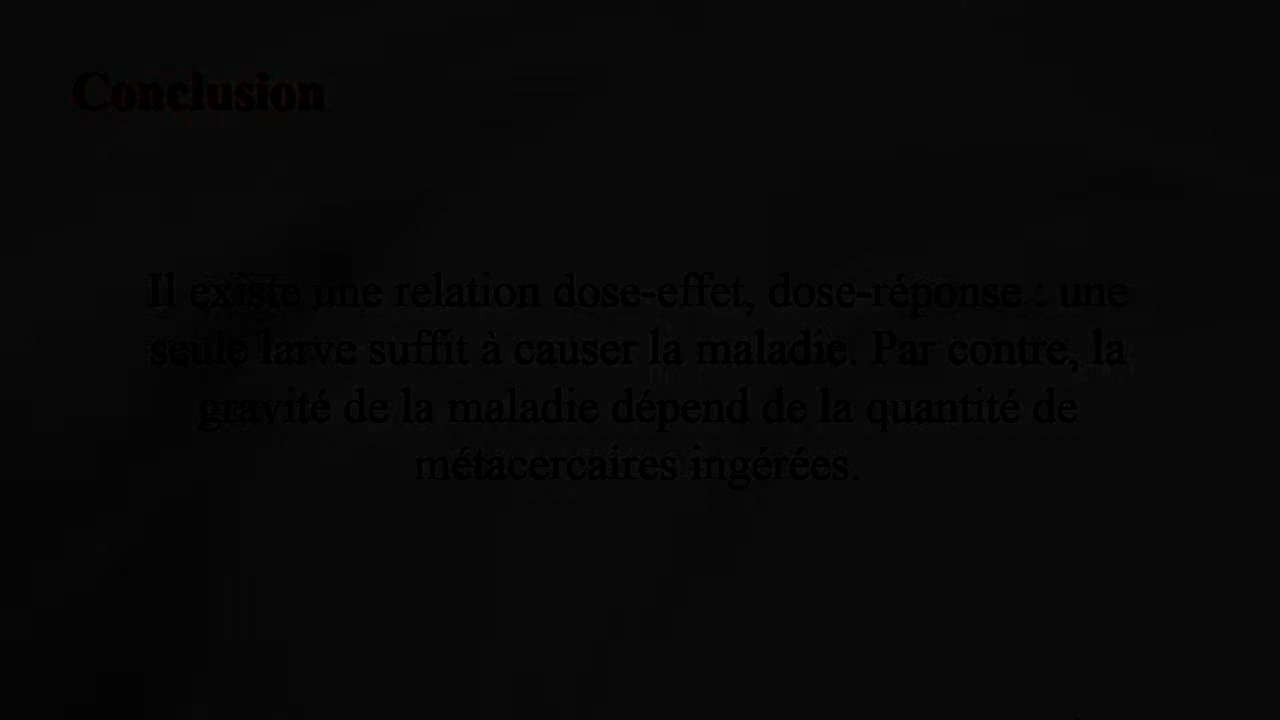 Conclusion
Il existe une relation dose-effet, dose-réponse : une
seule larve suffit à causer la maladie. Par contre, la
gravité de la maladie dépend de la quantité de
métacercaires ingérées.